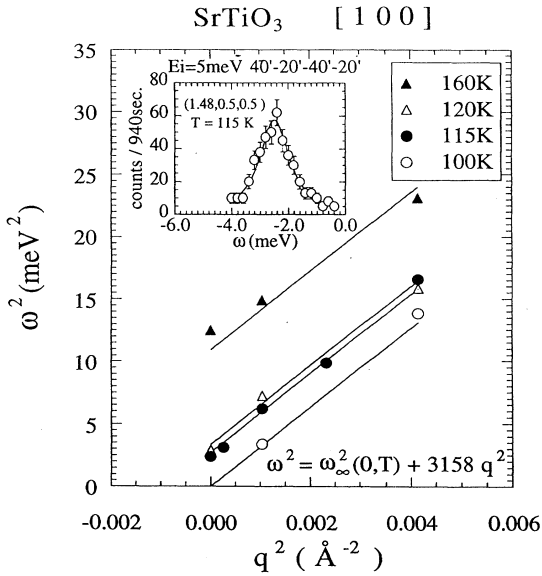 SrTiO₃ [100]
35
30
25
20
15
10
5
0
ω² (meV²)
-0.002 0.000 0.002 0.004 0.006
q² (Å⁻²)
160K
120K
115K
100K
ω² = ω²∞(0,T) + 3158 q²
Ei=5meV 40'-20'-40'-20'
(1.48,0.5,0.5)
T = 115 K
80
60
40
20
0
counts / 940sec.
-6.0 -4.0 -2.0 0.0
ω (meV)